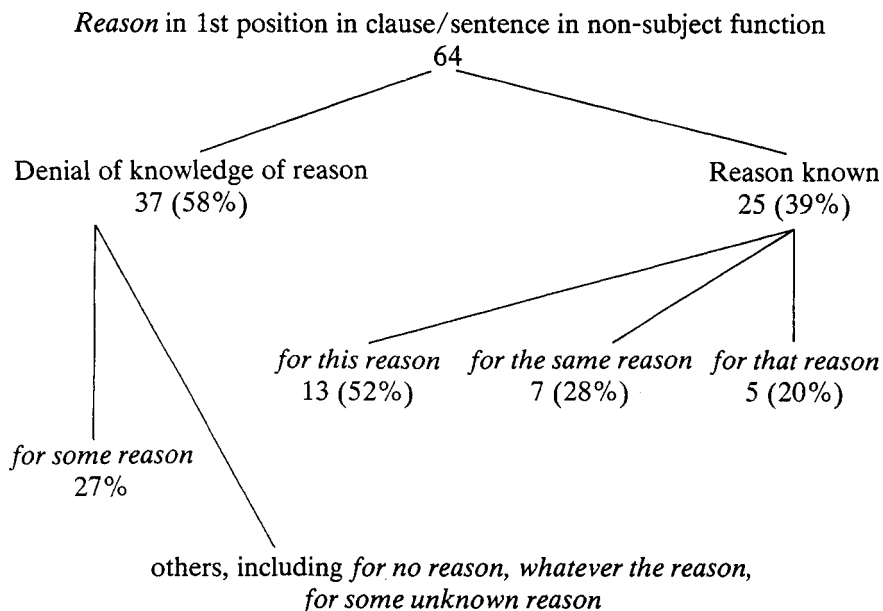 Reason in 1st position in clause/sentence in non-subject function
64
Denial of knowledge of reason
37 (58%)
Reason known
25 (39%)
for this reason
13 (52%)
for the same reason
7 (28%)
for that reason
5 (20%)
for some reason
27%
others, including for no reason, whatever the reason,
for some unknown reason